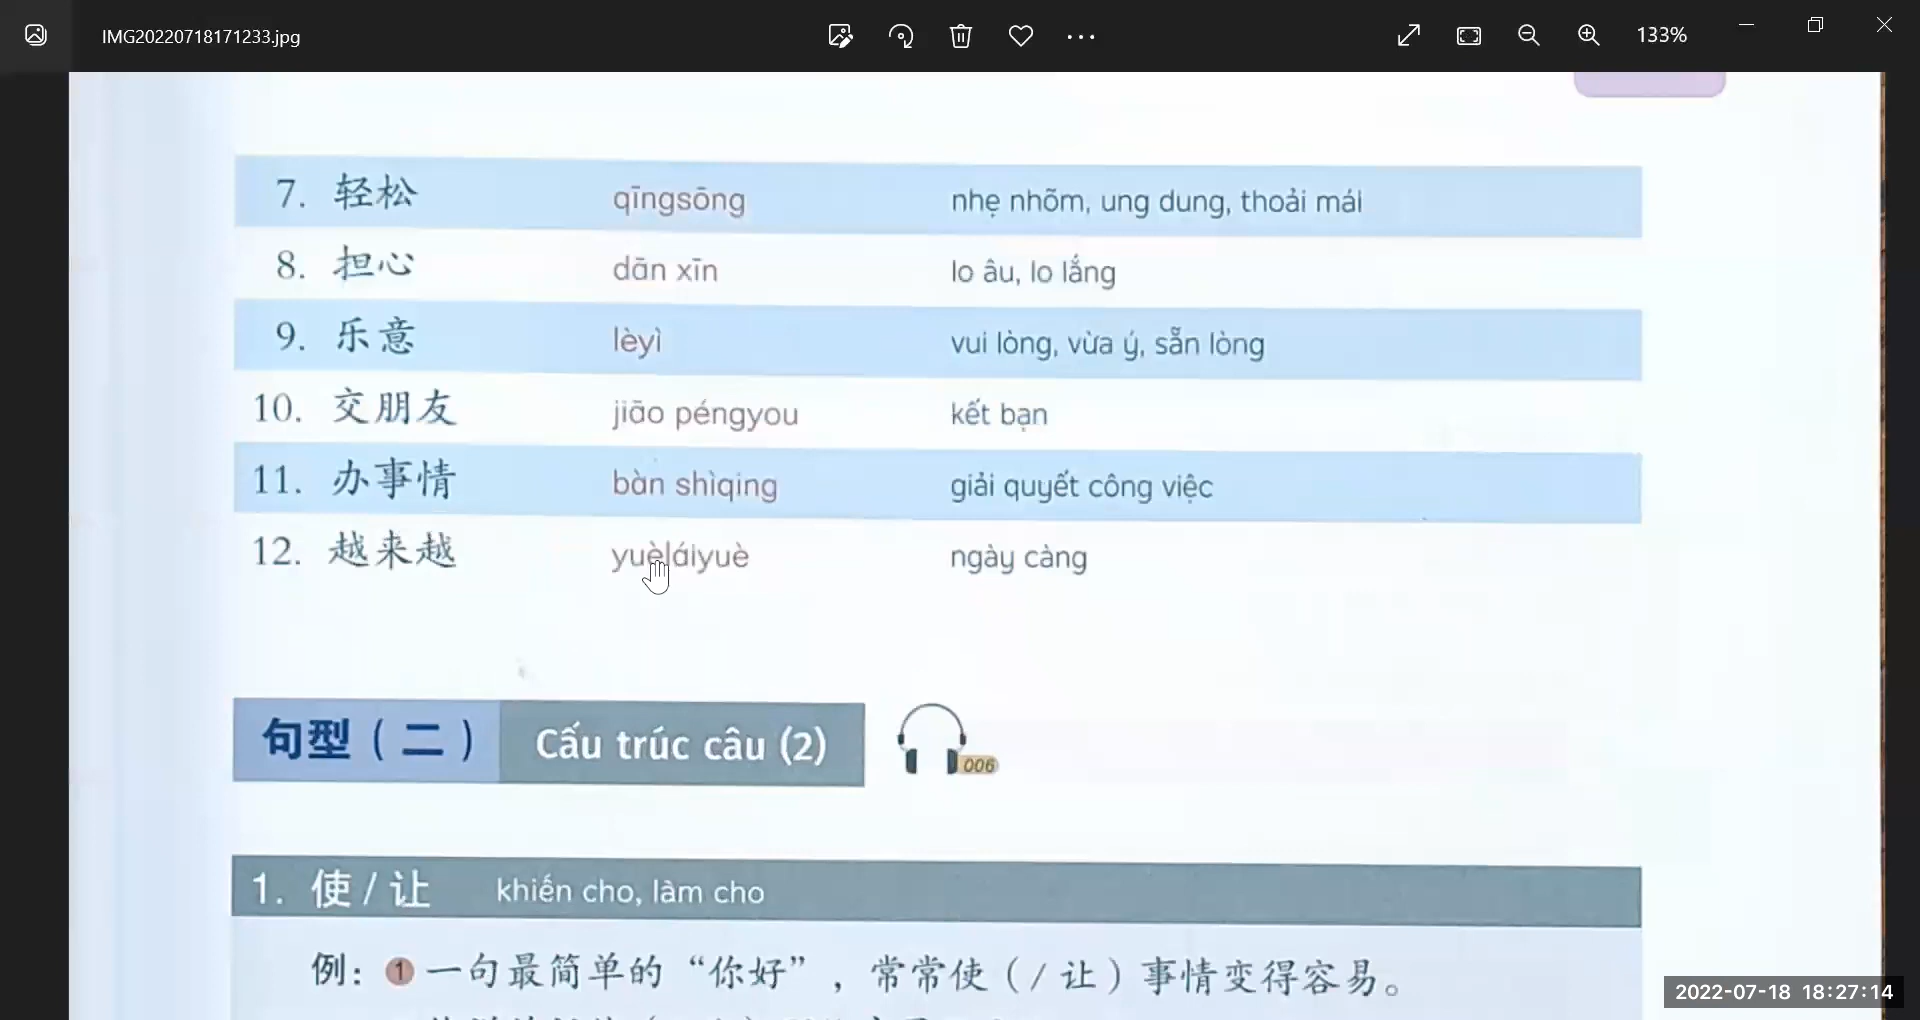 IMG20220718171233.jpg
133%
7. 轻松 qīngsōng nhẹ nhõm, ung dung, thoải mái
8. 担心 dān xīn lo âu, lo lắng
9. 乐意 lèyì vui lòng, vừa ý, sẵn lòng
10. 交朋友 jiāo péngyou kết bạn
11. 办事情 bàn shìqing giải quyết công việc
12. 越来越 yuèláiyuè ngày càng
句型（二） Cấu trúc câu (2) 006
1. 使 / 让 khiến cho, làm cho
例：❶ 一句最简单的“你好”，常常使（/ 让）事情变得容易。
2022-07-18 18:27:14